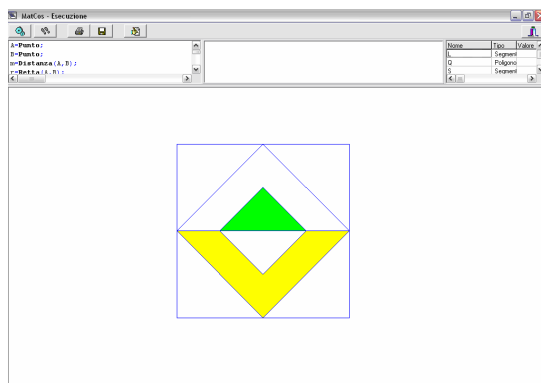 MatCos - Esecuzione
A=Punto;
B=Punto;
m=Distanza(A,B);
r=Retta(A,B);
Nome Tipo Valore
L Segment
Q Poligono
S Segment